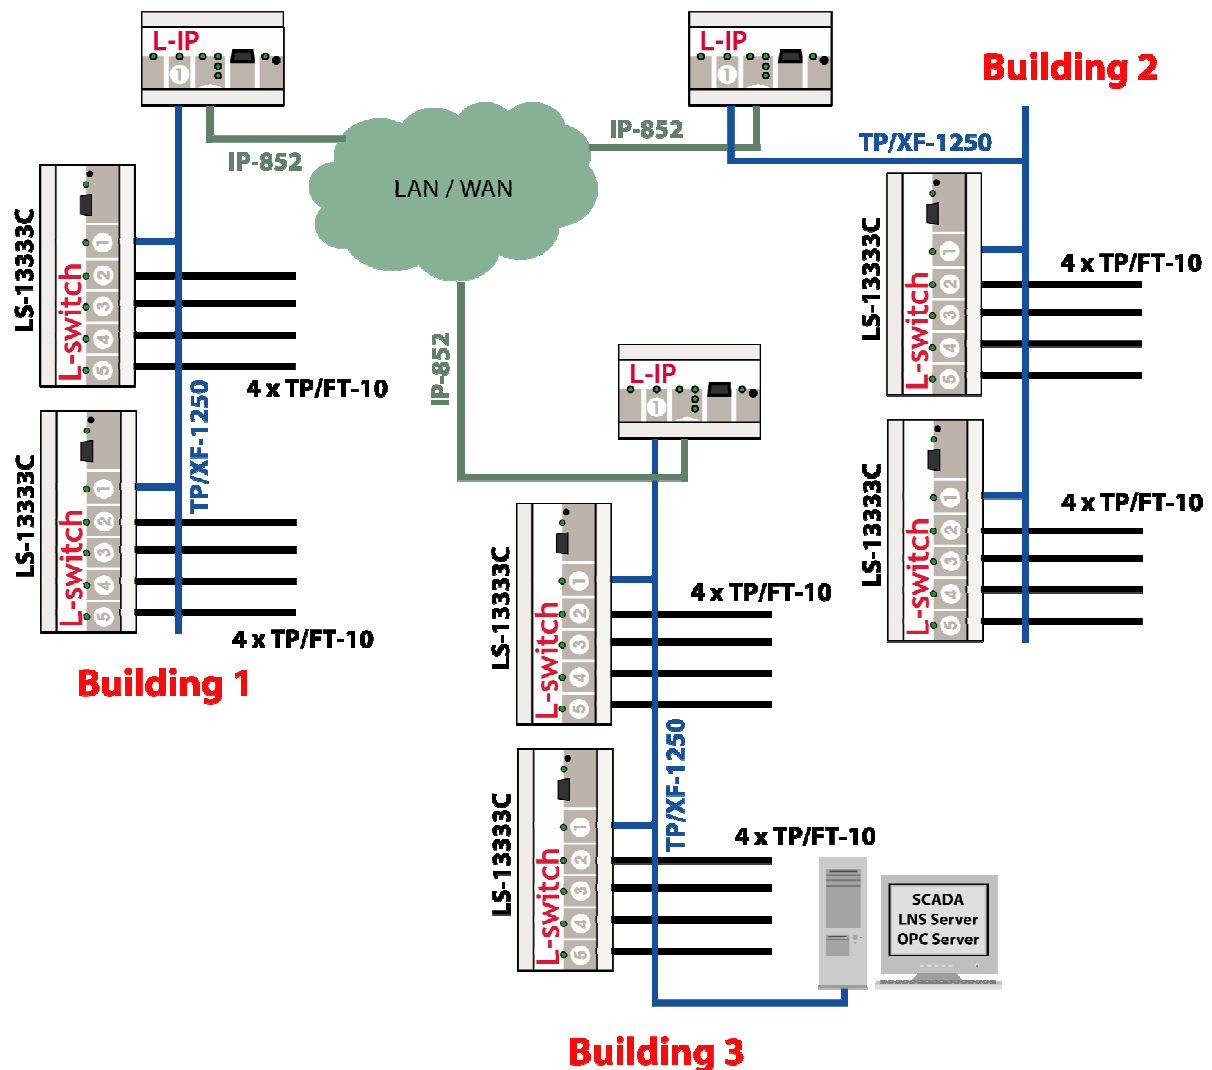 L-IP
1
IP-852
LAN / WAN
IP-852
L-IP
1
Building 2
TP/XF-1250
LS-13333C
L-switch
1
2
3
4
5
4 x TP/FT-10
LS-13333C
L-switch
1
2
3
4
5
4 x TP/FT-10
TP/XF-1250
Building 1
IP-852
L-IP
1
LS-13333C
L-switch
1
2
3
4
5
4 x TP/FT-10
LS-13333C
L-switch
1
2
3
4
5
4 x TP/FT-10
LS-13333C
L-switch
1
2
3
4
5
4 x TP/FT-10
TP/XF-1250
LS-13333C
L-switch
1
2
3
4
5
4 x TP/FT-10
SCADA
LNS Server
OPC Server
Building 3